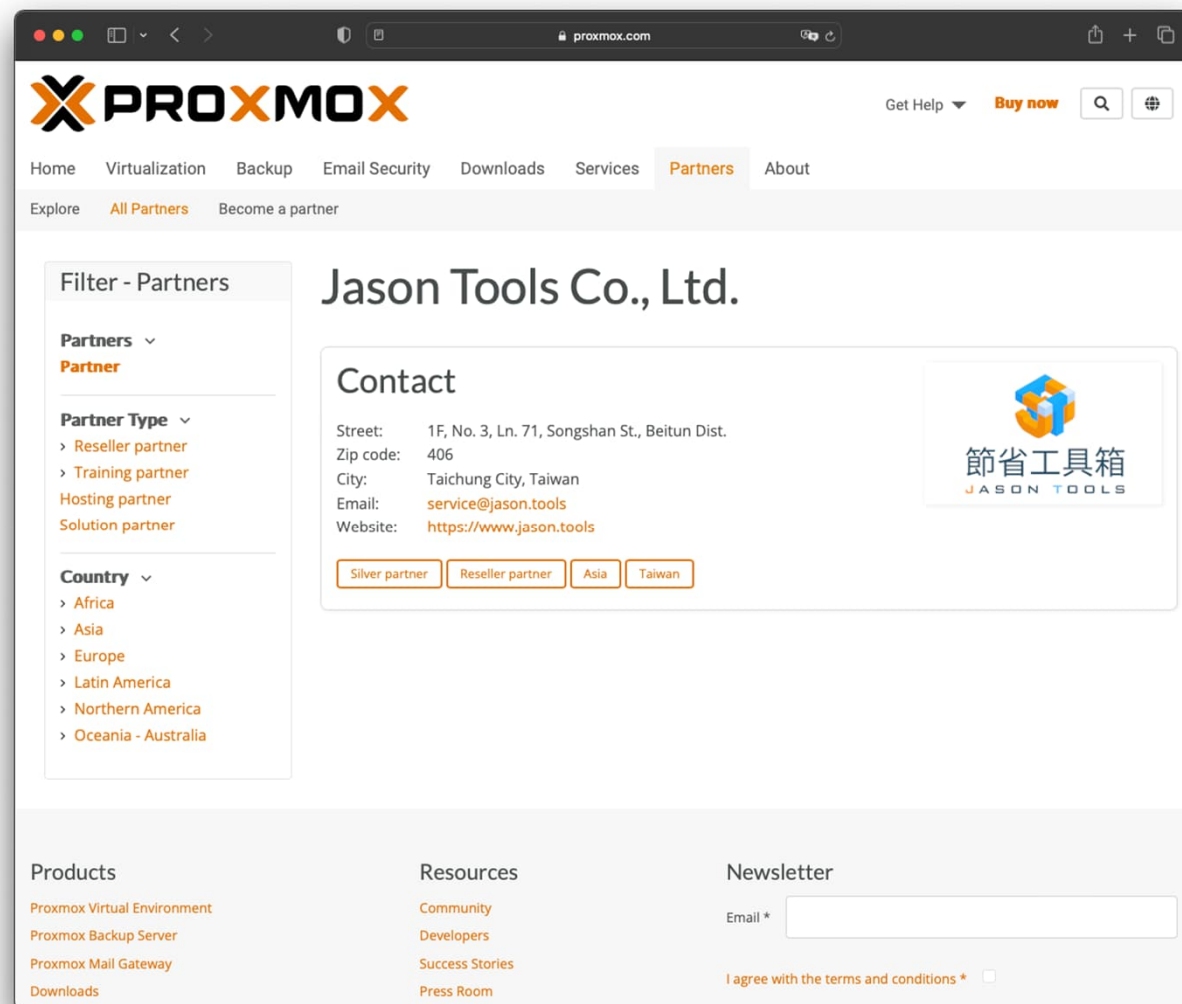 proxmox.com
PROXMOX
Get Help
Buy now
Home Virtualization Backup Email Security Downloads Services Partners About
Explore All Partners Become a partner
Filter - Partners
Partners
Partner
Partner Type
Reseller partner
Training partner
Hosting partner
Solution partner
Country
Africa
Asia
Europe
Latin America
Northern America
Oceania - Australia
Jason Tools Co., Ltd.
Contact
Street: 1F, No. 3, Ln. 71, Songshan St., Beitun Dist.
Zip code: 406
City: Taichung City, Taiwan
Email: service@jason.tools
Website: https://www.jason.tools
Silver partner Reseller partner Asia Taiwan
節省工具箱
JASON TOOLS
Products
Proxmox Virtual Environment
Proxmox Backup Server
Proxmox Mail Gateway
Downloads
Resources
Community
Developers
Success Stories
Press Room
Newsletter
Email *
I agree with the terms and conditions *